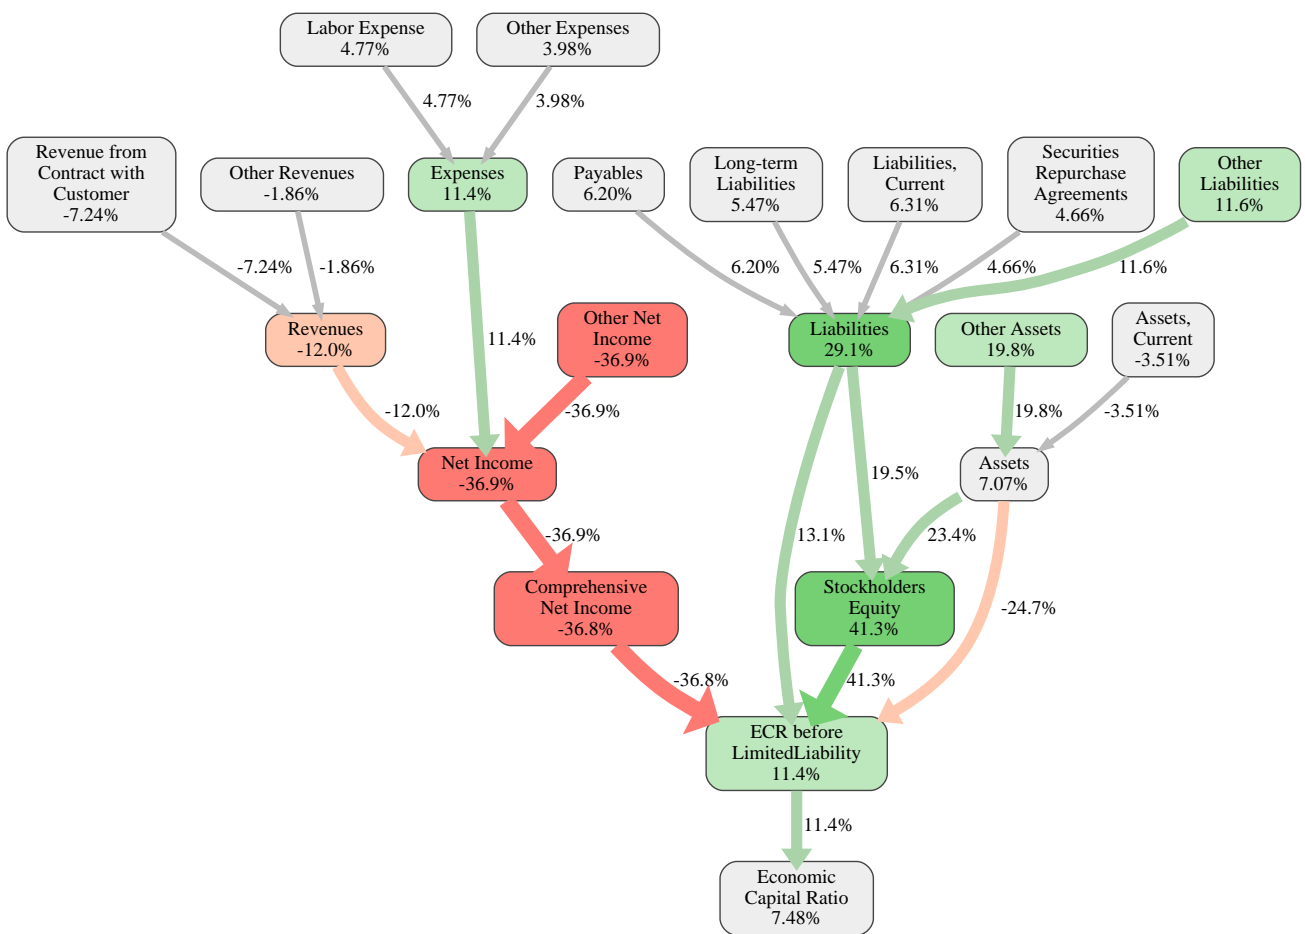 Labor Expense
4.77%
Other Expenses
3.98%
4.77%
3.98%
Revenue from
Contract with
Customer
-7.24%
Other Revenues
-1.86%
Expenses
11.4%
Payables
6.20%
Long-term
Liabilities
5.47%
Liabilities,
Current
6.31%
Securities
Repurchase
Agreements
4.66%
Other
Liabilities
11.6%
-7.24%
-1.86%
6.20%
5.47%
6.31%
4.66%
11.6%
Revenues
-12.0%
11.4%
Other Net
Income
-36.9%
Liabilities
29.1%
Other Assets
19.8%
Assets,
Current
-3.51%
-12.0%
-36.9%
19.8%
-3.51%
Net Income
-36.9%
19.5%
Assets
7.07%
-36.9%
13.1%
23.4%
Comprehensive
Net Income
-36.8%
Stockholders
Equity
41.3%
-24.7%
-36.8%
41.3%
ECR before
LimitedLiability
11.4%
11.4%
Economic
Capital Ratio
7.48%